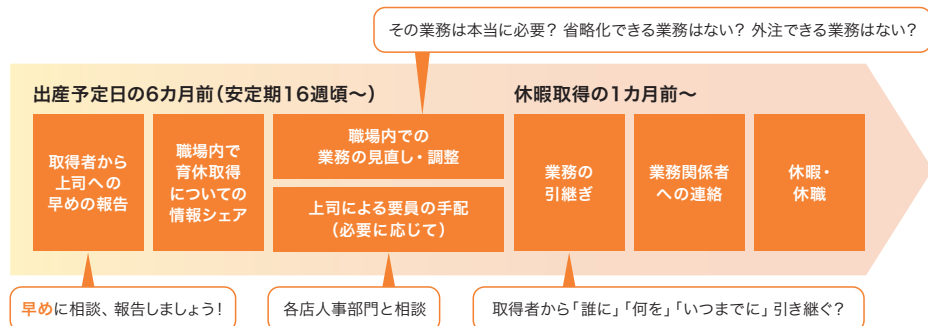 その業務は本当に必要? 省略化できる業務はない? 外注できる業務はない?
出産予定日の6カ月前(安定期16週頃〜)
休暇取得の1カ月前〜
取得者から
上司への
早めの報告
職場内で
育休取得
についての
情報シェア
職場内での
業務の見直し・調整
上司による要員の手配
(必要に応じて)
業務の
引継ぎ
業務関係者
への連絡
休暇・
休職
早めに相談、報告しましょう!
各店人事部門と相談
取得者から「誰に」「何を」「いつまでに」引き継ぐ?